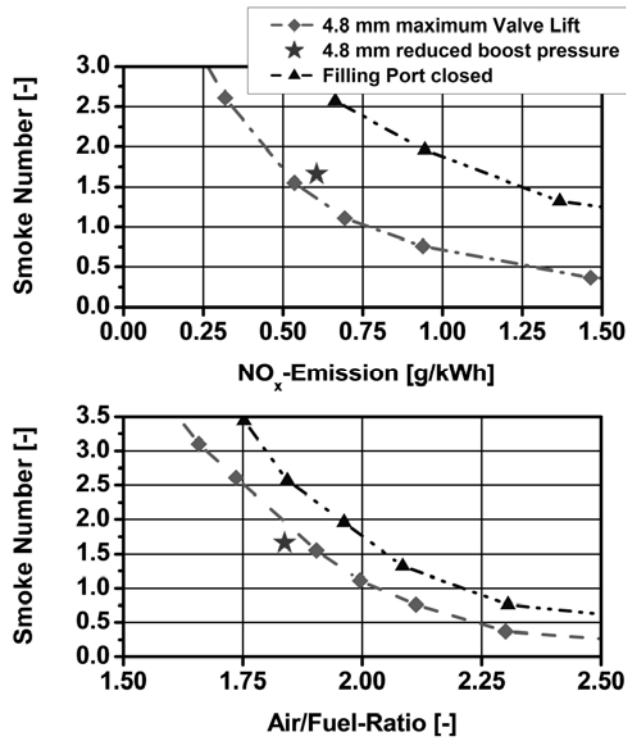 4.8 mm maximum Valve Lift
4.8 mm reduced boost pressure
Filling Port closed
Smoke Number [-]
3.0
2.5
2.0
1.5
1.0
0.5
0.0
0.00 0.25 0.50 0.75 1.00 1.25 1.50
NOx-Emission [g/kWh]
Smoke Number [-]
3.5
3.0
2.5
2.0
1.5
1.0
0.5
0.0
1.50 1.75 2.00 2.25 2.50
Air/Fuel-Ratio [-]